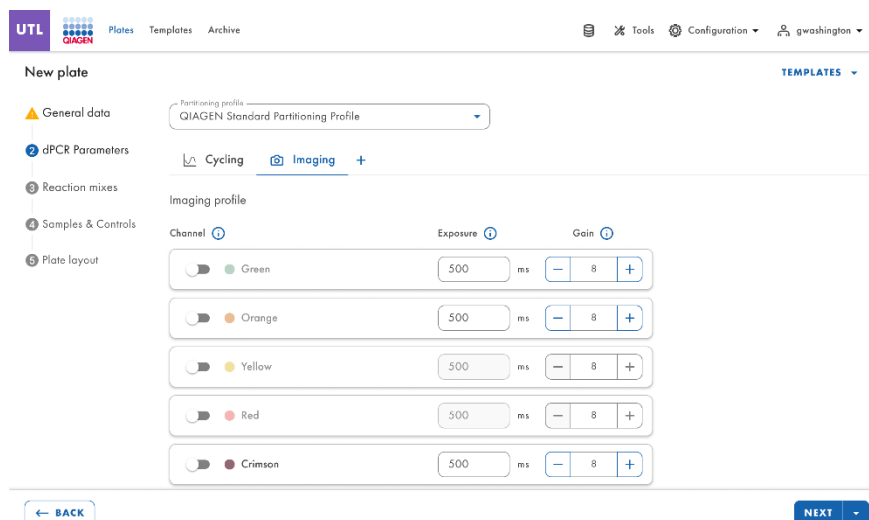 UTL QIAGEN Plates Templates Archive Tools Configuration gwashington
New plate TEMPLATES
General data
2 dPCR Parameters
3 Reaction mixes
4 Samples & Controls
5 Plate layout
Partitioning profile
QIAGEN Standard Partitioning Profile
Cycling Imaging +
Imaging profile
Channel Exposure Gain
Green 500 ms − 8 +
Orange 500 ms − 8 +
Yellow 500 ms − 8 +
Red 500 ms − 8 +
Crimson 500 ms − 8 +
← BACK NEXT